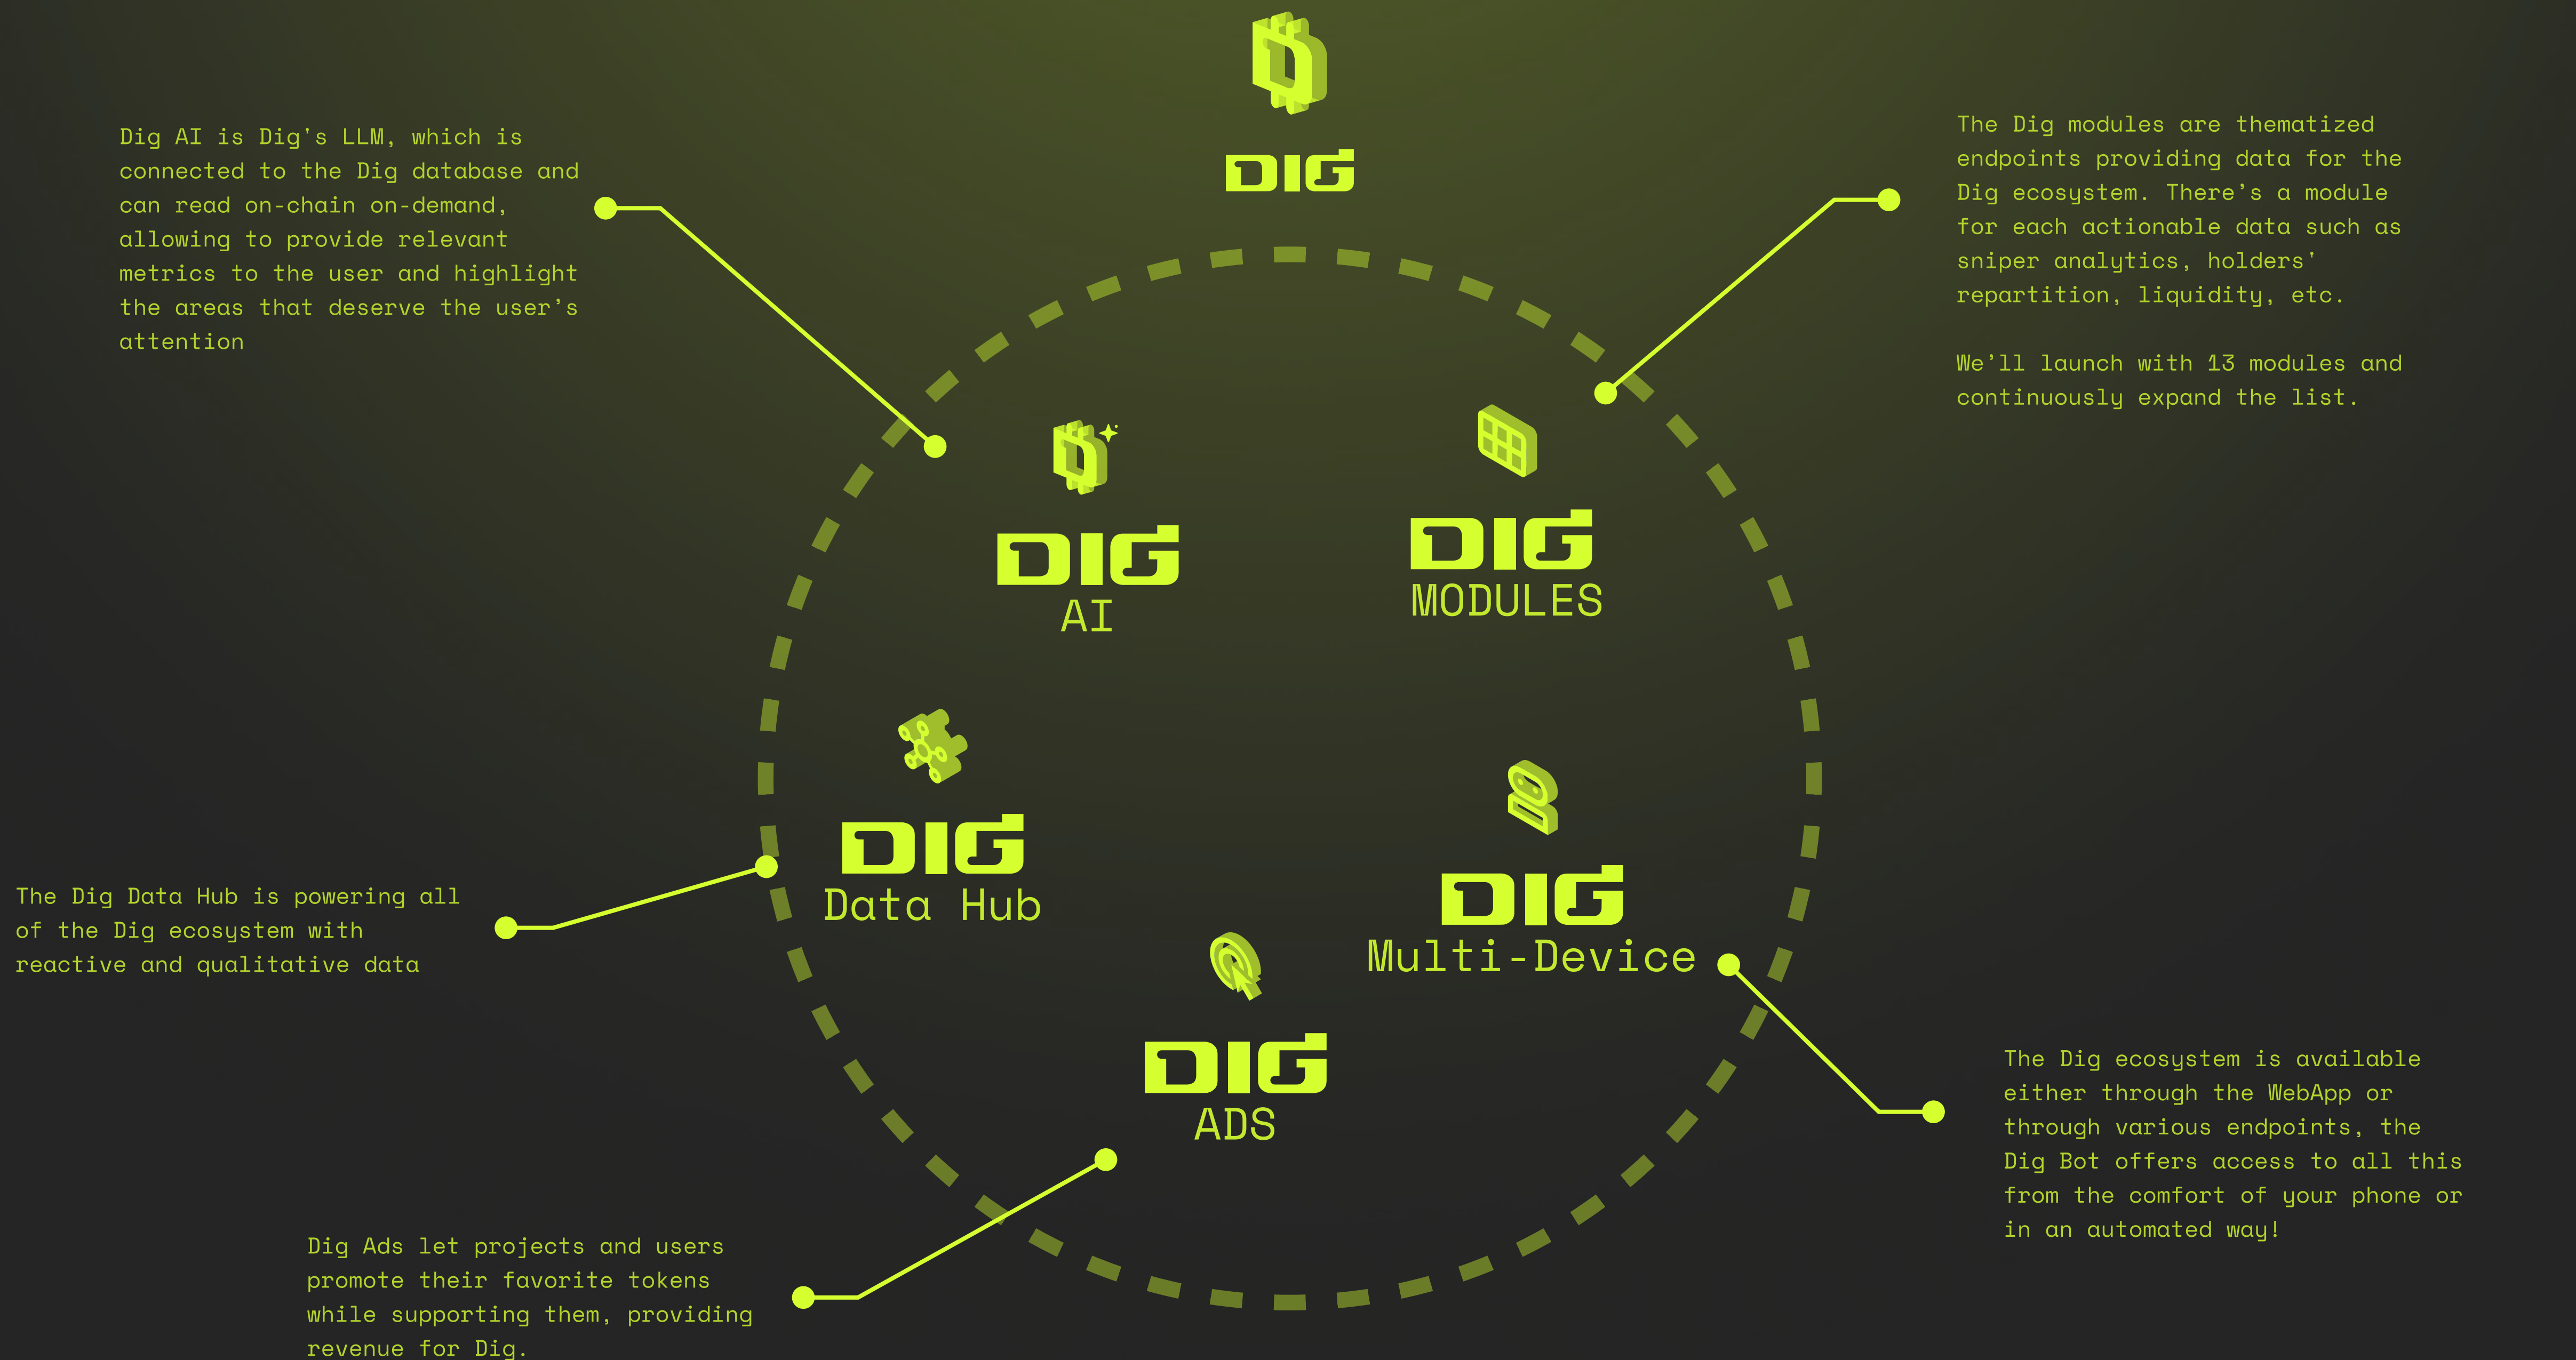 DIG
Dig AI is Dig's LLM, which is
connected to the Dig database and
can read on-chain on-demand,
allowing to provide relevant
metrics to the user and highlight
the areas that deserve the user's
attention
The Dig modules are thematized
endpoints providing data for the
Dig ecosystem. There's a module
for each actionable data such as
sniper analytics, holders'
repartition, liquidity, etc.
We'll launch with 13 modules and
continuously expand the list.
DIG
AI
DIG
MODULES
DIG
Data Hub
DIG
Multi-Device
The Dig Data Hub is powering all
of the Dig ecosystem with
reactive and qualitative data
DIG
ADS
The Dig ecosystem is available
either through the WebApp or
through various endpoints, the
Dig Bot offers access to all this
from the comfort of your phone or
in an automated way!
Dig Ads let projects and users
promote their favorite tokens
while supporting them, providing
revenue for Dig.